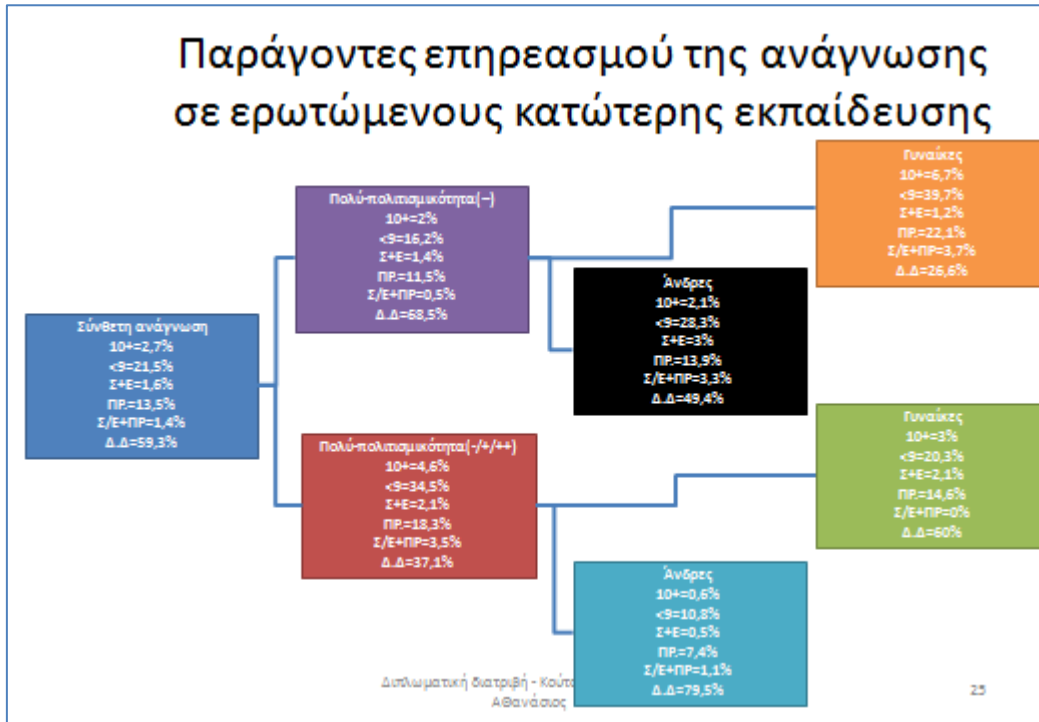 Παράγοντες επηρεασμού της ανάγνωσης
σε ερωτώμενους κατώτερης εκπαίδευσης
Σύνθετη ανάγνωση
10+=2,7%
<9=21,5%
Σ+Ε=1,6%
ΠΡ.=13,5%
Σ/Ε+ΠΡ=1,4%
Δ.Δ=59,3%
Πολύ-πολιτισμικότητα(--)
10+=2%
<9=16,2%
Σ+Ε=1,4%
ΠΡ.=11,5%
Σ/Ε+ΠΡ=0,5%
Δ.Δ=68,5%
Πολύ-πολιτισμικότητα(-/+/++)
10+=4,6%
<9=34,5%
Σ+Ε=2,1%
ΠΡ.=18,3%
Σ/Ε+ΠΡ=3,5%
Δ.Δ=37,1%
Γυναίκες
10+=6,7%
<9=39,7%
Σ+Ε=1,2%
ΠΡ.=22,1%
Σ/Ε+ΠΡ=3,7%
Δ.Δ=26,6%
Άνδρες
10+=2,1%
<9=28,3%
Σ+Ε=3%
ΠΡ.=13,9%
Σ/Ε+ΠΡ=3,3%
Δ.Δ=49,4%
Γυναίκες
10+=3%
<9=20,3%
Σ+Ε=2,1%
ΠΡ.=14,6%
Σ/Ε+ΠΡ=0%
Δ.Δ=60%
Άνδρες
10+=0,6%
<9=10,8%
Σ+Ε=0,5%
ΠΡ.=7,4%
Σ/Ε+ΠΡ=1,1%
Δ.Δ=79,5%
Διπλωματική διατριβή -
Αθανάσιος
25